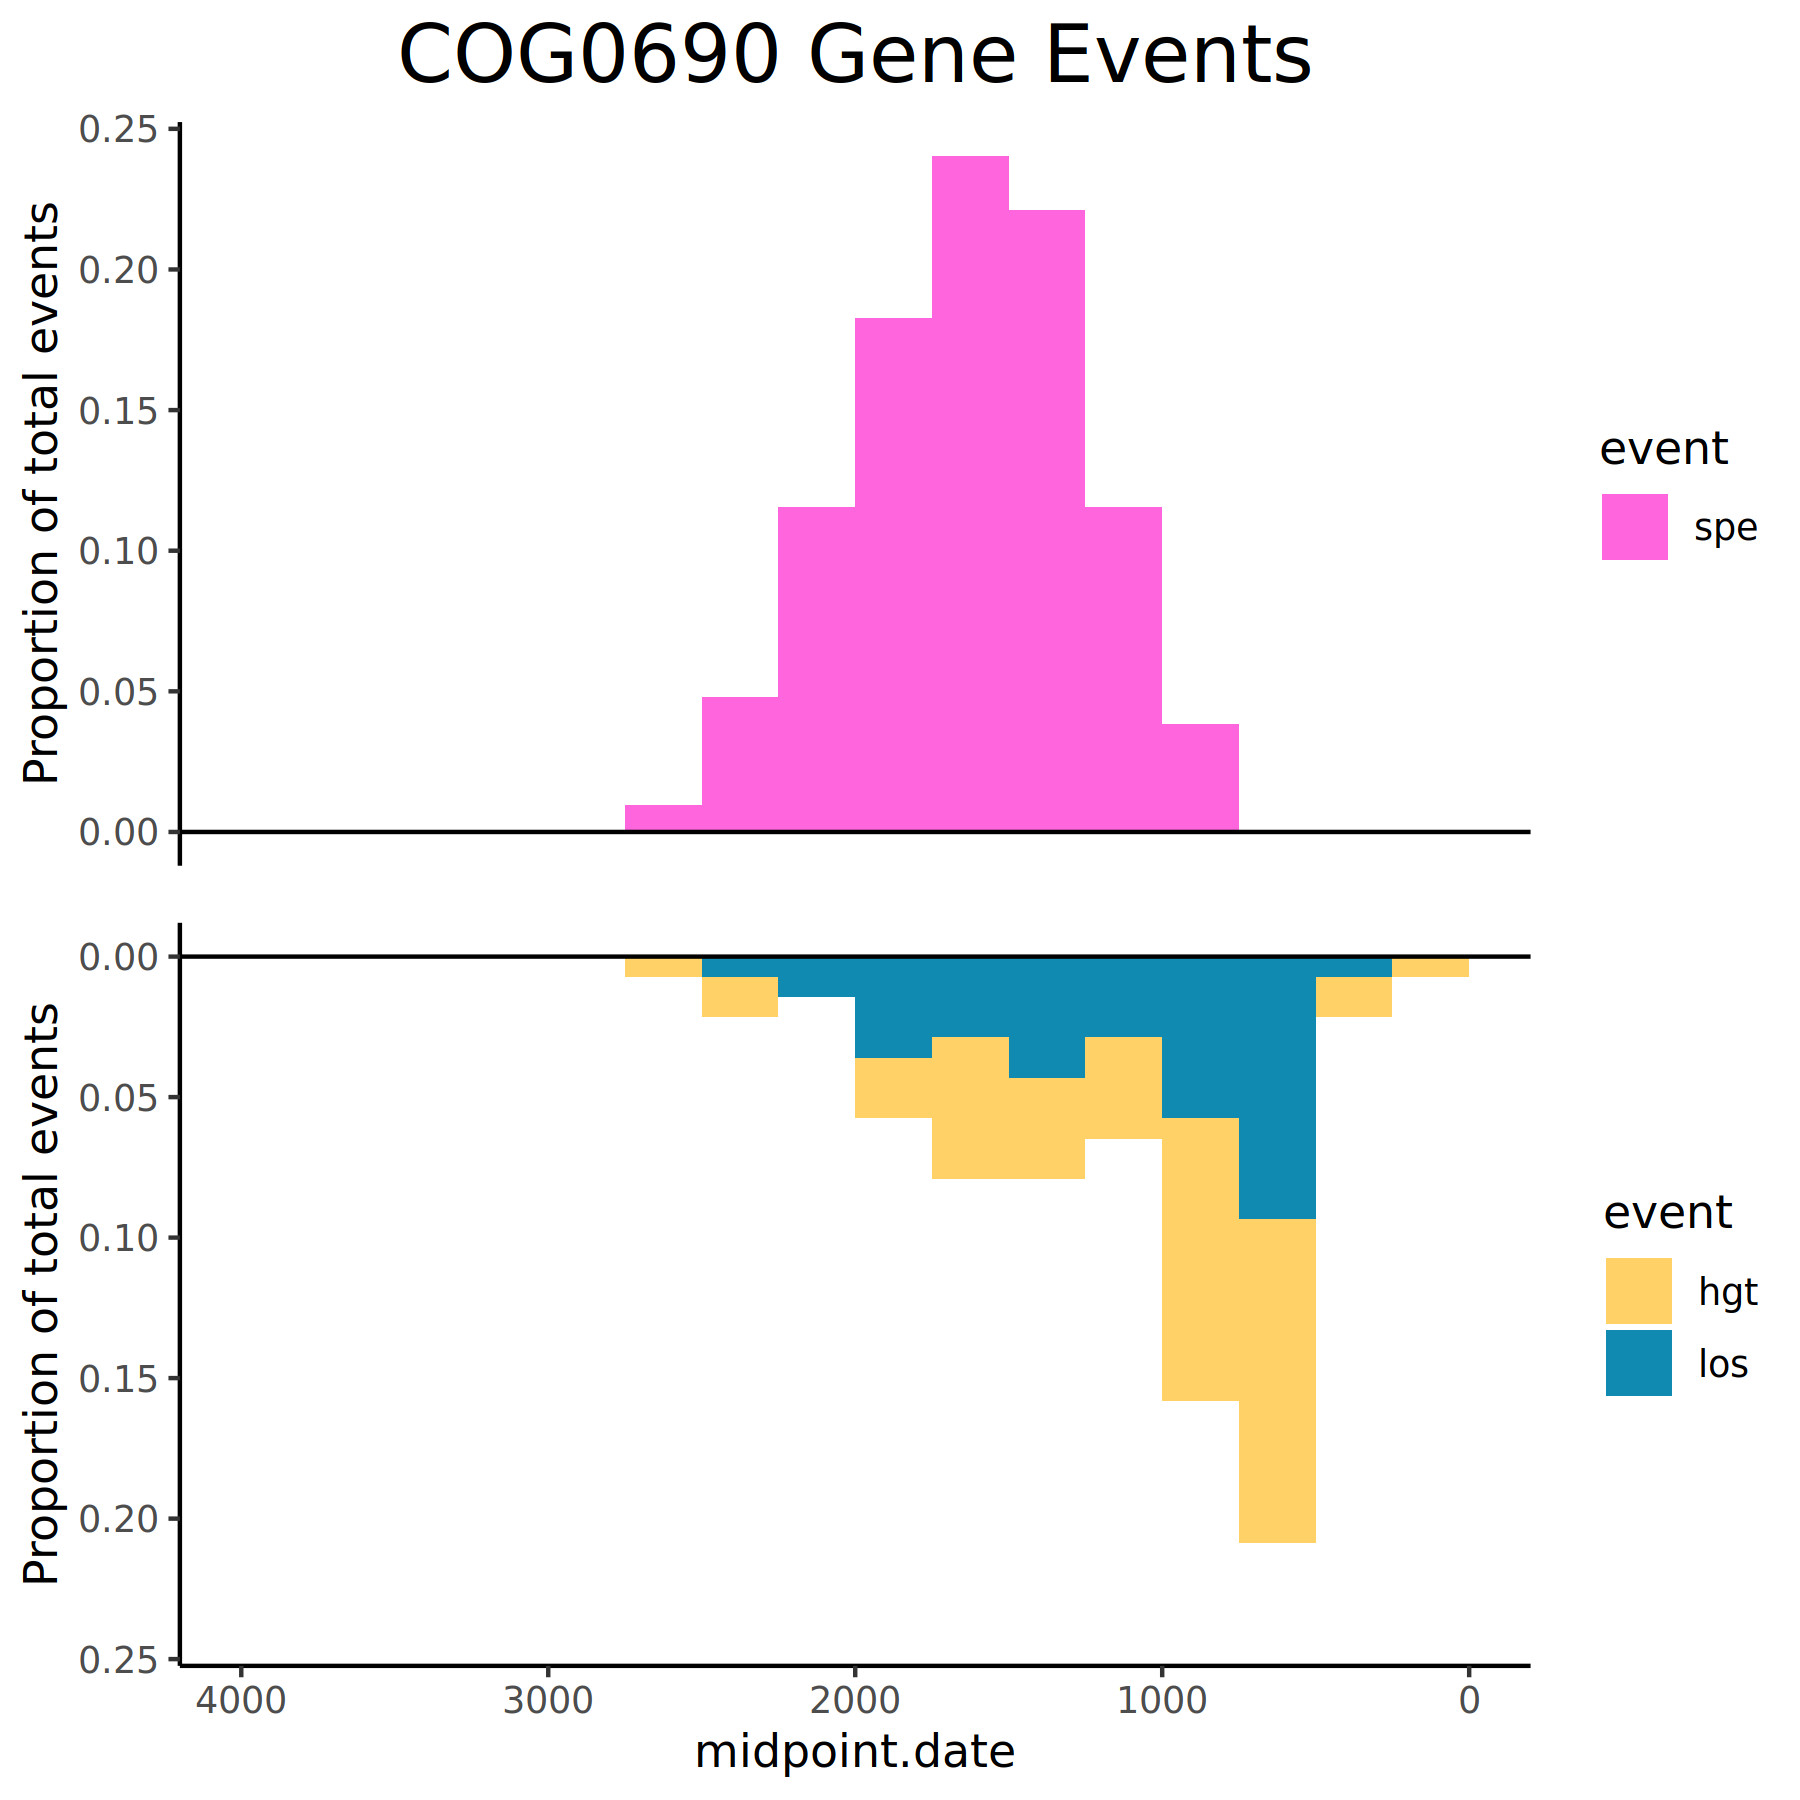 COG0690 Gene Events
Proportion of total events
0.25
0.20
0.15
0.10
0.05
0.00
event
spe
Proportion of total events
0.00
0.05
0.10
0.15
0.20
0.25
event
hgt
los
4000 3000 2000 1000 0
midpoint.date